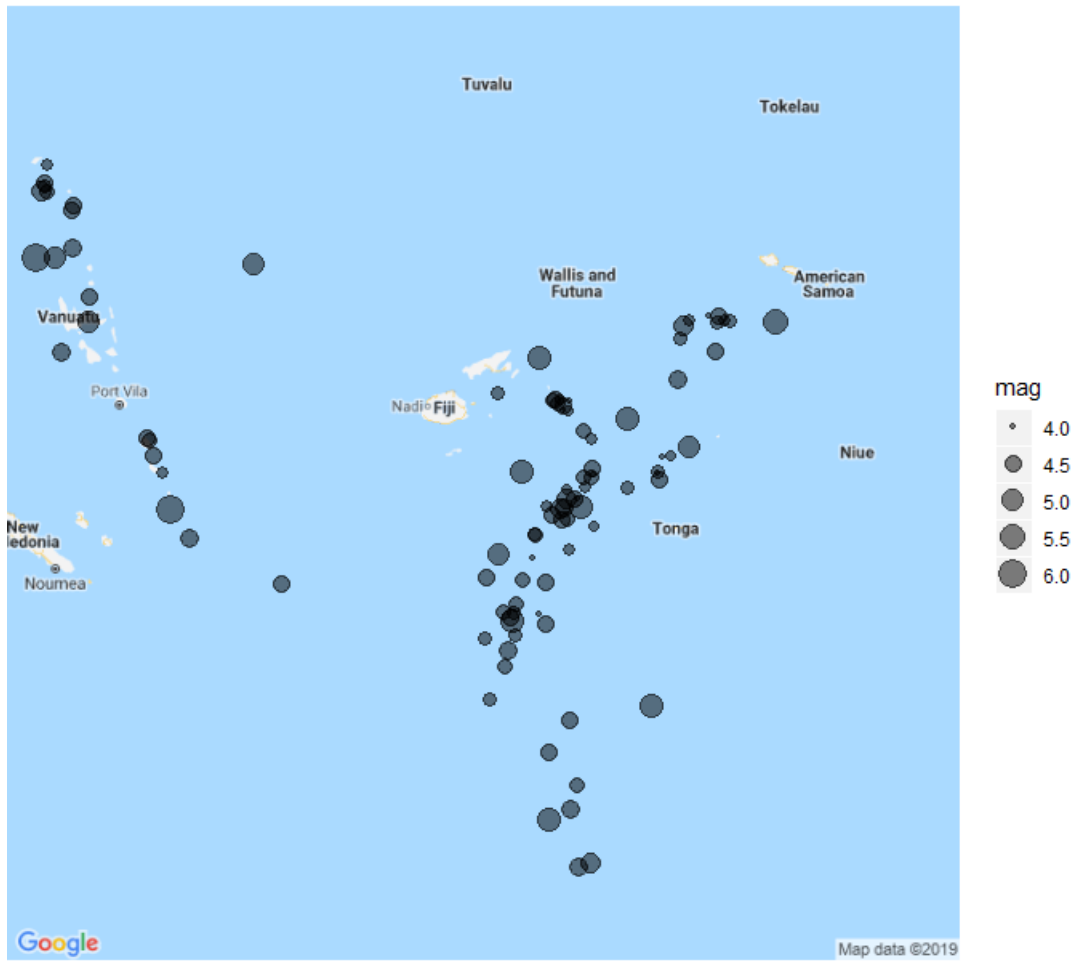 Tuvalu
Tokelau
Wallis and
Futuna
American
Samoa
Vanuatu
Port Vila
Nadi Fiji
Niue
New
ledonia
Noumea
Tonga
mag
4.0
4.5
5.0
5.5
6.0
Google
Map data ©2019